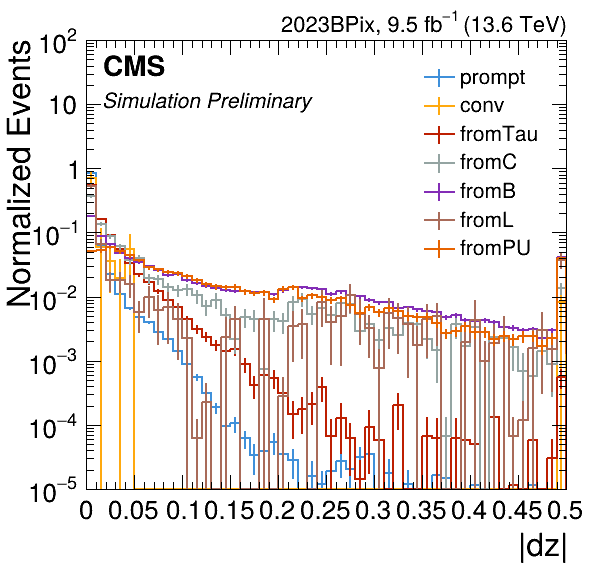 2023BPix, 9.5 fb⁻¹ (13.6 TeV)
CMS
Simulation Preliminary
Normalized Events
10²
10
1
10⁻¹
10⁻²
10⁻³
10⁻⁴
10⁻⁵
prompt
conv
fromTau
fromC
fromB
fromL
fromPU
0 0.05 0.1 0.15 0.2 0.25 0.3 0.35 0.4 0.45 0.5
|dz|